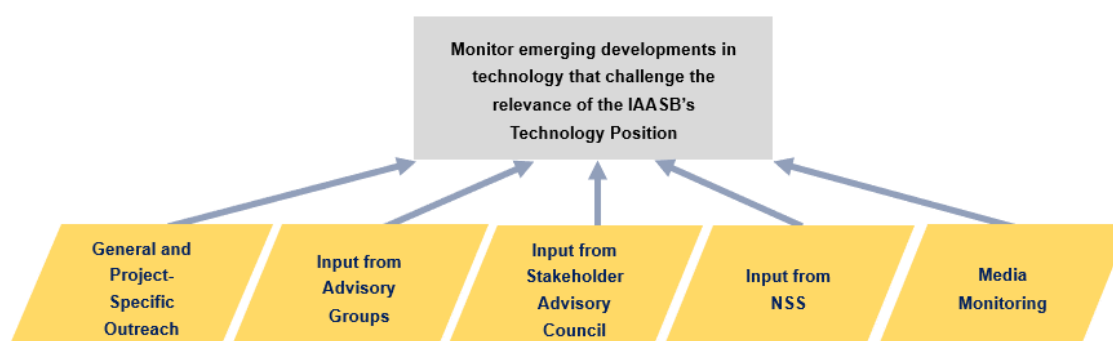 Monitor emerging developments in
technology that challenge the
relevance of the IAASB's
Technology Position
General and
Project-
Specific
Outreach
Input from
Advisory
Groups
Input from
Stakeholder
Advisory
Council
Input from
NSS
Media
Monitoring